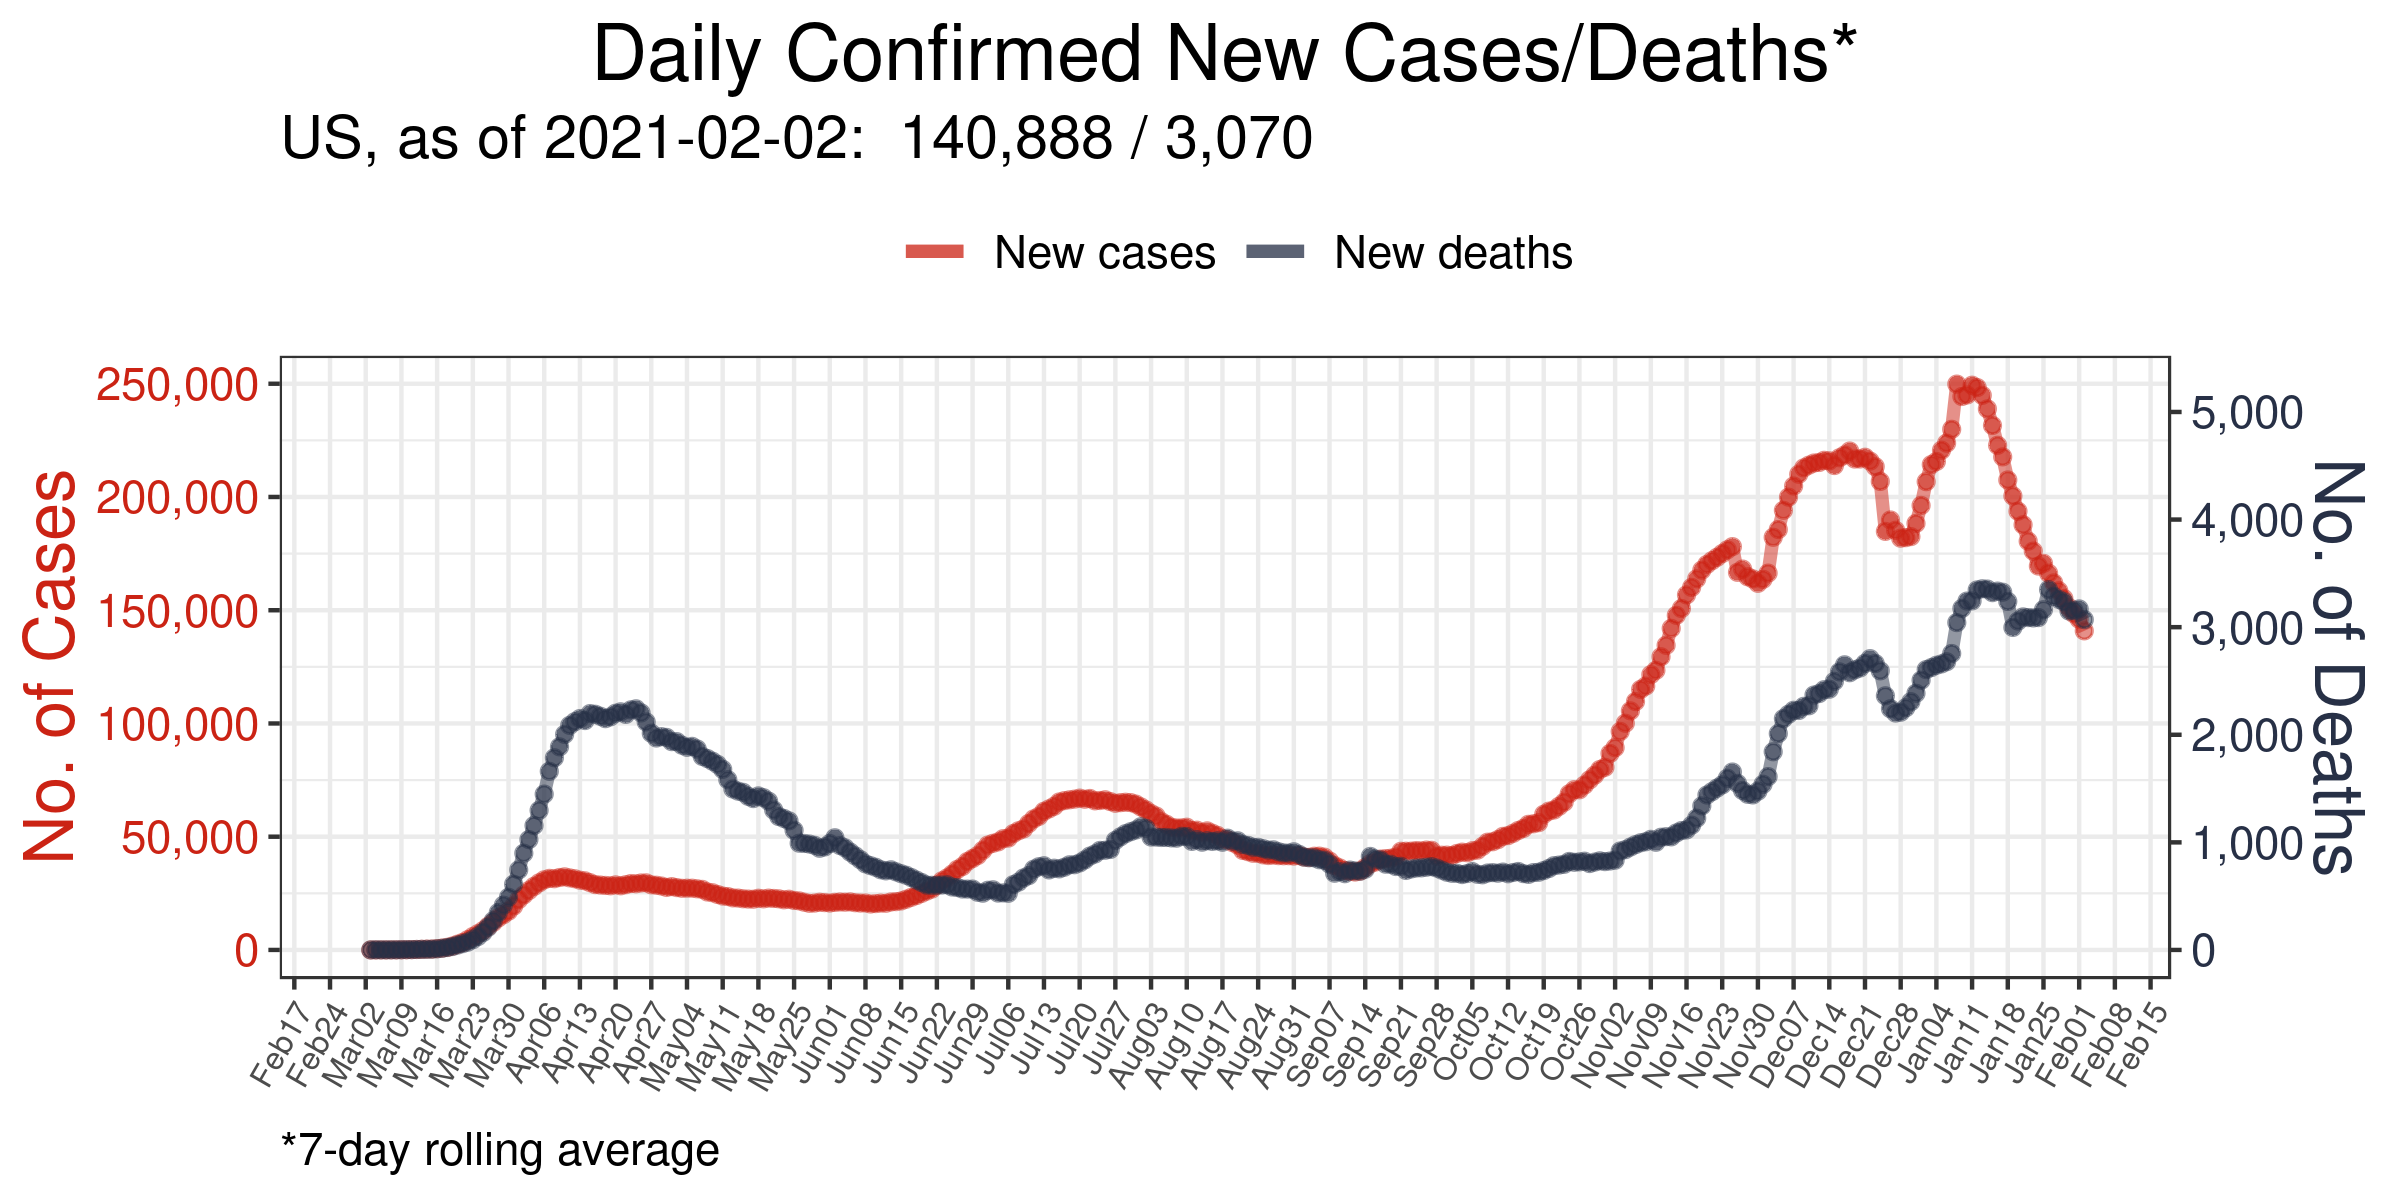 Daily Confirmed New Cases/Deaths*
US, as of 2021-02-02:  140,888 / 3,070
New cases
New deaths
No. of Cases
250,000
200,000
150,000
100,000
50,000
0
5,000
4,000
3,000
2,000
1,000
0
No. of Deaths
Feb17
Feb24
Mar02
Mar09
Mar16
Mar23
Mar30
Apr06
Apr13
Apr20
Apr27
May04
May11
May18
May25
Jun01
Jun08
Jun15
Jun22
Jun29
Jul06
Jul13
Jul20
Jul27
Aug03
Aug10
Aug17
Aug24
Aug31
Sep07
Sep14
Sep21
Sep28
Oct05
Oct12
Oct19
Oct26
Nov02
Nov09
Nov16
Nov23
Nov30
Dec07
Dec14
Dec21
Dec28
Jan04
Jan11
Jan18
Jan25
Feb01
Feb08
Feb15
*7-day rolling average